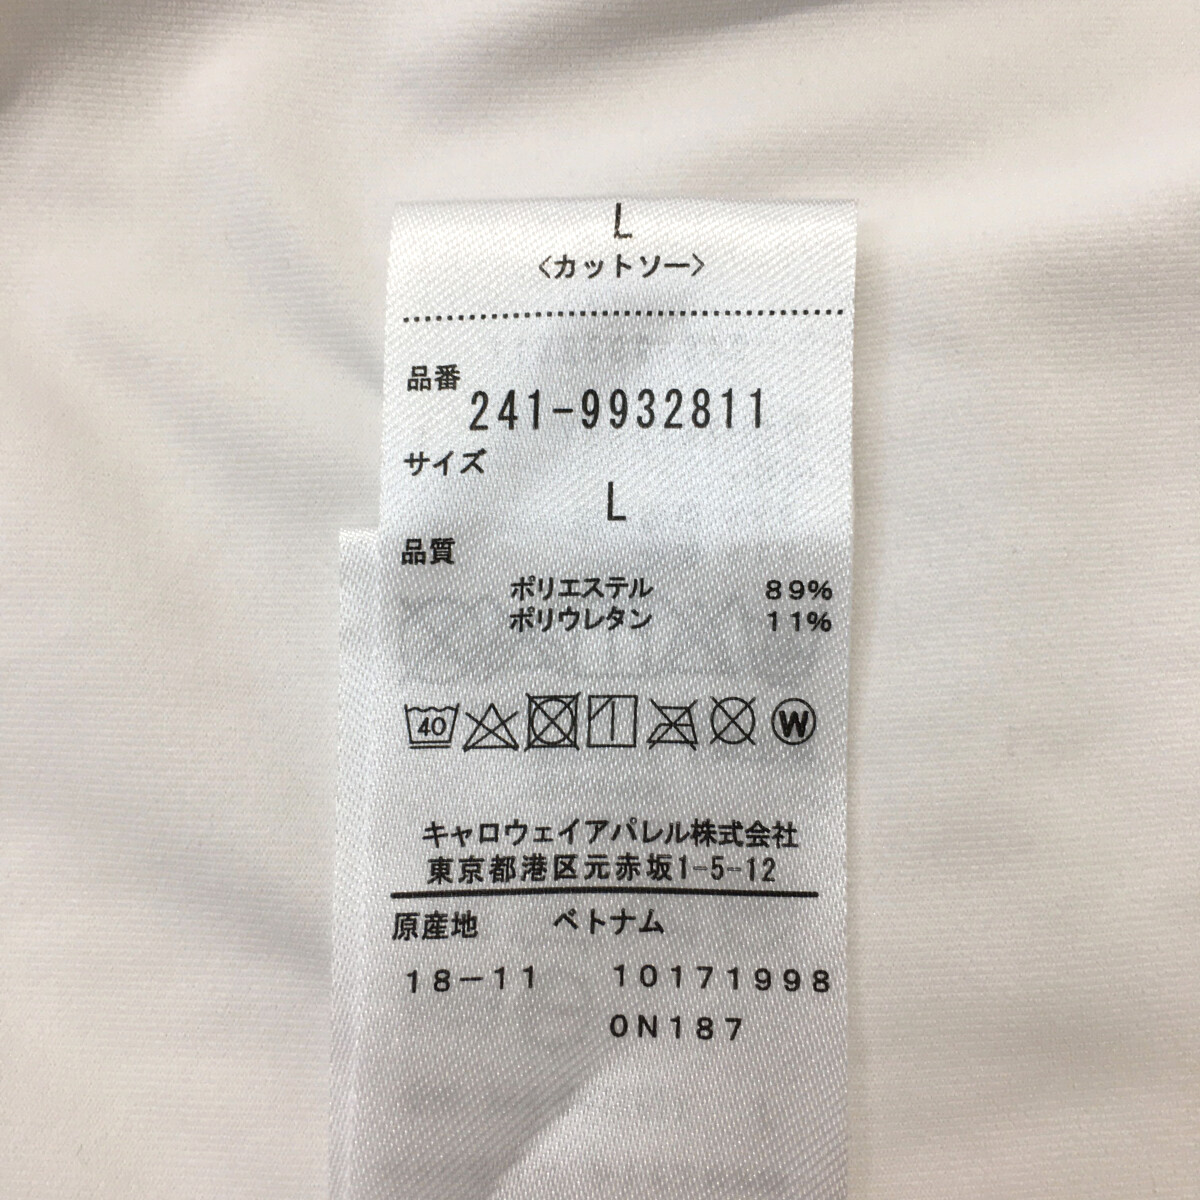 L
<カットソー>
品番
241-9932811
サイズ
L
品質
ポリエステル 89%
ポリウレタン 11%
40 W
キャロウェイアパレル株式会社
東京都港区元赤坂1-5-12
原産地 ベトナム
18-11 10171998
0N187